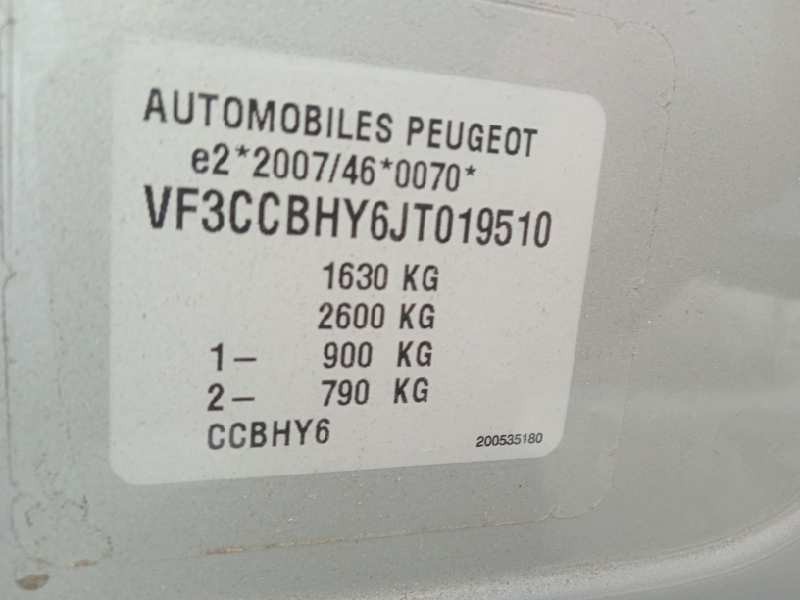 AUTOMOBILES PEUGEOT
e2*2007/46*0070*
VF3CCBHY6JT019510
1630 KG
2600 KG
1- 900 KG
2- 790 KG
CCBHY6
200535180